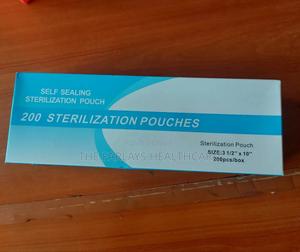 SELF SEALING
STERILIZATION POUCH
200 STERILIZATION POUCHES
Sterilization Pouch
SIZE:3 1/2" x 10"
200pcs/box